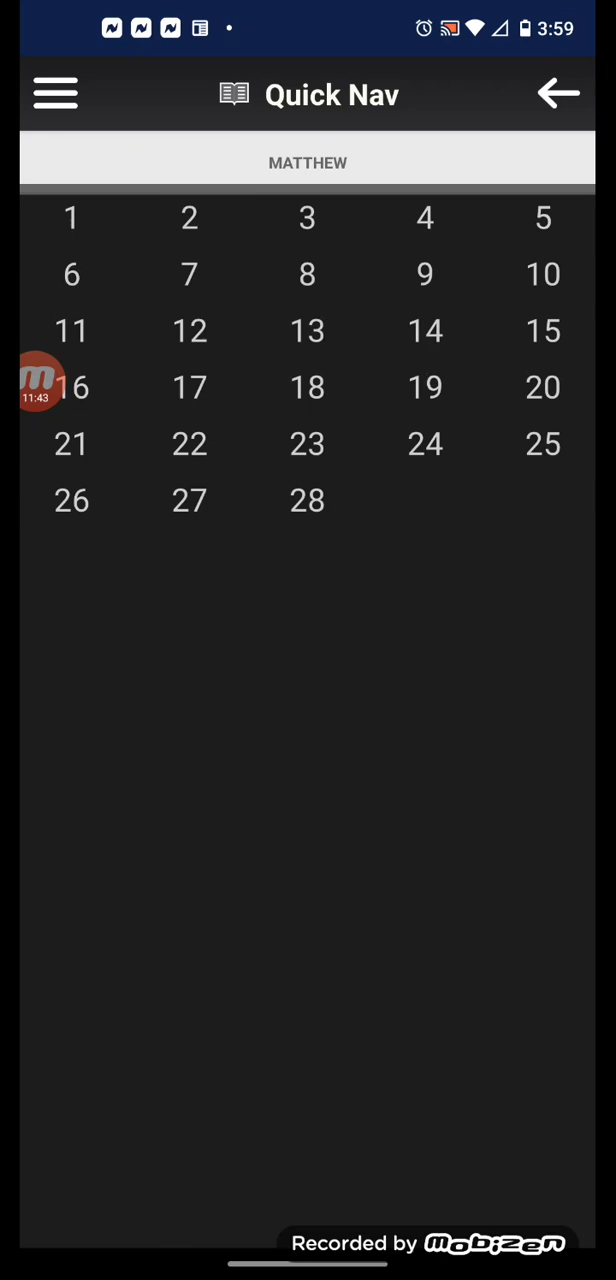 3:59
Quick Nav
MATTHEW
1 2 3 4 5
6 7 8 9 10
11 12 13 14 15
16 17 18 19 20
11:43
21 22 23 24 25
26 27 28
Recorded by mobizen